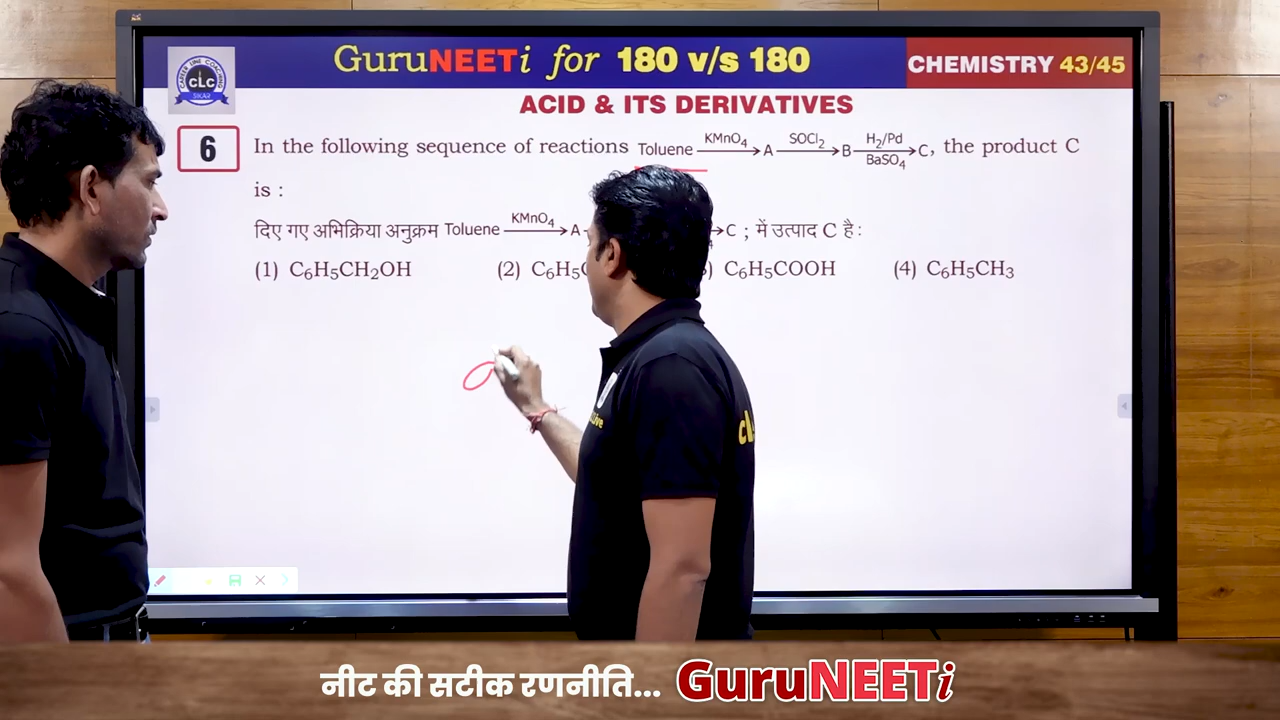 GuruNEETi for 180 v/s 180
CHEMISTRY 43/45
CLC
SIKAR
ACID & ITS DERIVATIVES
6 In the following sequence of reactions Toluene KMnO₄ → A SOCl₂ → B H₂/Pd BaSO₄ → C, the product C
is :
दिए गए अभिक्रिया अनुक्रम Toluene KMnO₄ → A → C ; में उत्पाद C है :
(1) C₆H₅CH₂OH (2) C₆H₅ ) C₆H₅COOH (4) C₆H₅CH₃
नीट की सटीक रणनीति... GuruNEETi